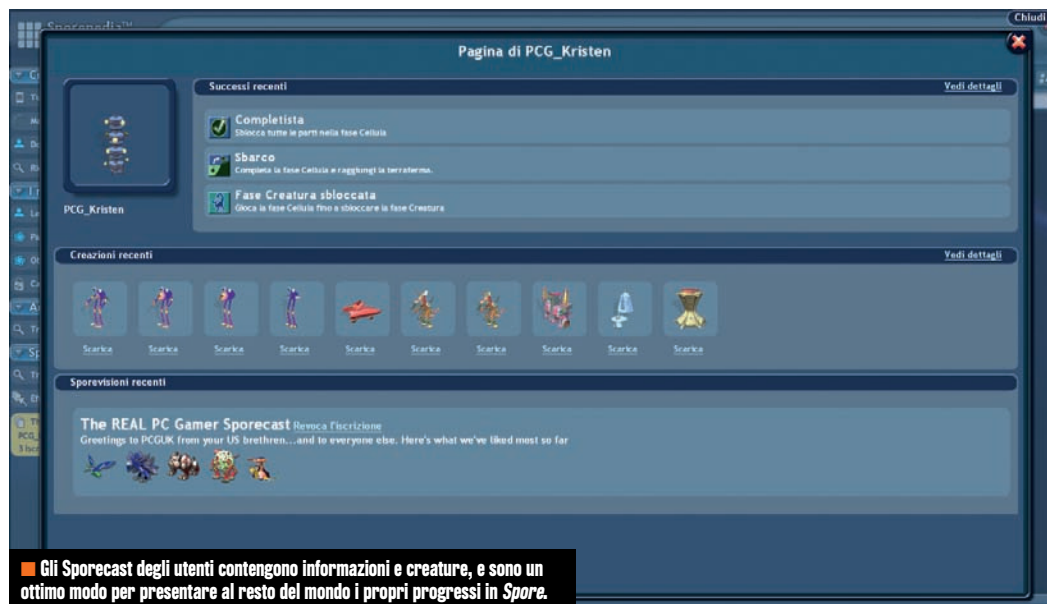 Sporepedia™
Chiudi
Pagina di PCG_Kristen
PCG_Kristen
Successi recenti
Vedi dettagli
Completista
Sblocca tutte le parti nella fase Cellula
Sbarco
Completa la fase Cellula e raggiungi la terraferma.
Fase Creatura sbloccata
Gioca la fase Cellula fino a sbloccare la fase Creatura
Creazioni recenti
Vedi dettagli
Scarica Scarica Scarica Scarica Scarica Scarica Scarica Scarica Scarica Scarica
Sporevisioni recenti
The REAL PC Gamer Sporecast Revoca l'iscrizione
Greetings to PCGUK from your US brethren...and to everyone else. Here's what we've liked most so far
Gli Sporecast degli utenti contengono informazioni e creature, e sono un
ottimo modo per presentare al resto del mondo i propri progressi in Spore.